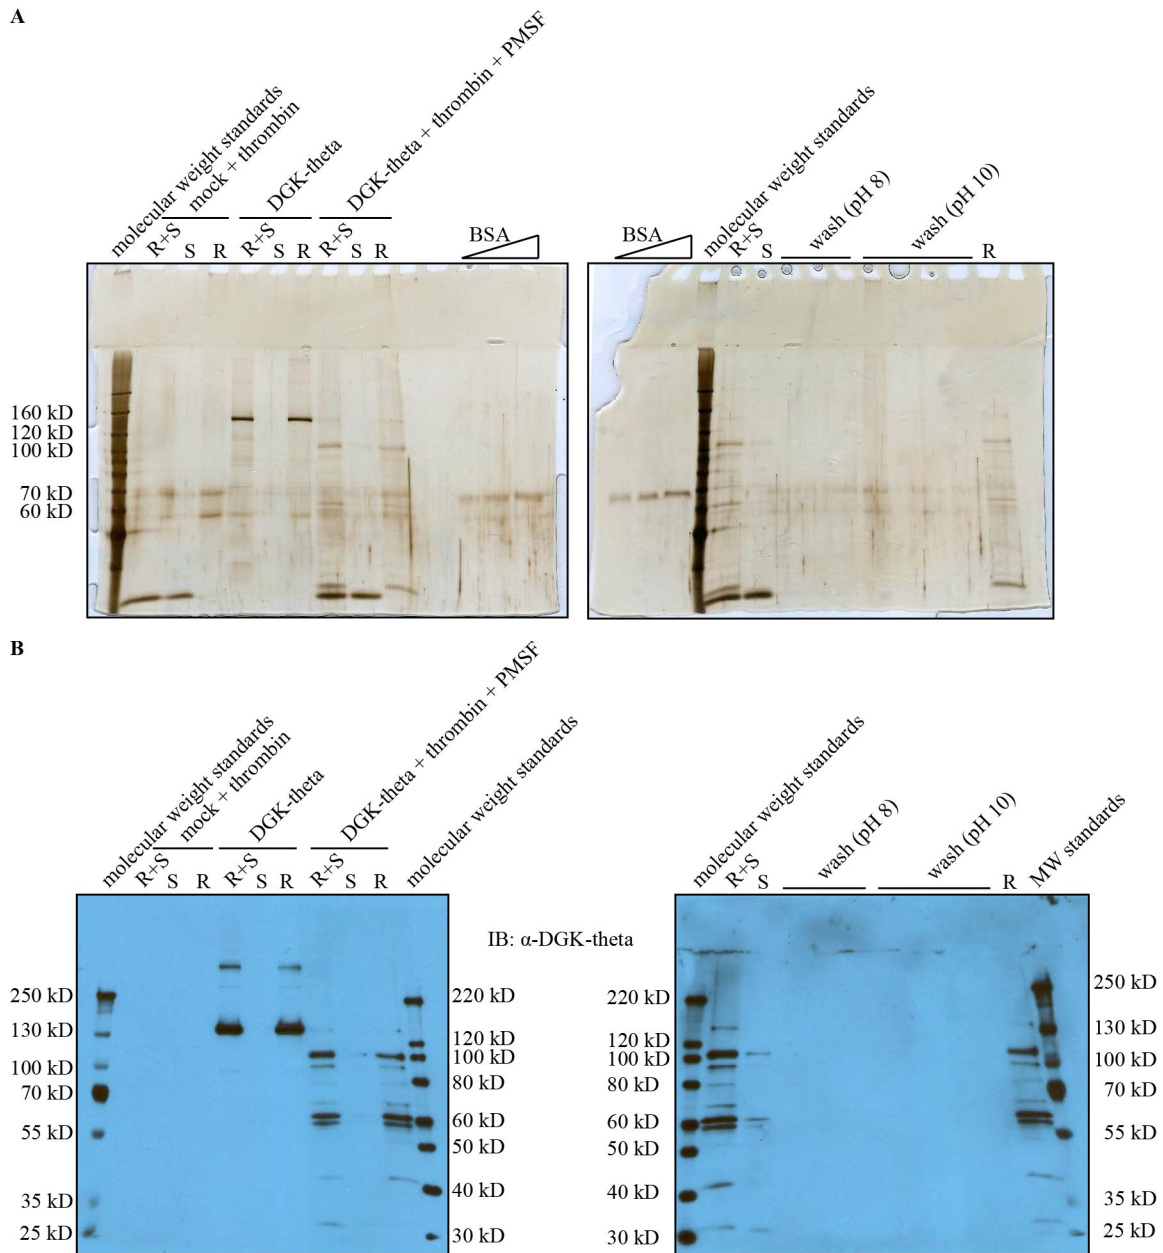 A
molecular weight standards
mock + thrombin
DGK-theta
DGK-theta + thrombin + PMSF
R+S
S
R
R+S
S
R
R+S
S
R
BSA
160 kD
120 kD
100 kD
70 kD
60 kD
BSA
molecular weight standards
R+S
S
wash (pH 8)
wash (pH 10)
R
B
molecular weight standards
mock + thrombin
DGK-theta
DGK-theta + thrombin + PMSF
molecular weight standards
R+S
S
R
R+S
S
R
R+S
S
R
250 kD
130 kD
100 kD
70 kD
55 kD
35 kD
25 kD
220 kD
120 kD
100 kD
80 kD
60 kD
50 kD
40 kD
30 kD
IB: α-DGK-theta
molecular weight standards
R+S
S
wash (pH 8)
wash (pH 10)
R
MW standards
220 kD
120 kD
100 kD
80 kD
60 kD
50 kD
40 kD
30 kD
250 kD
130 kD
100 kD
70 kD
55 kD
35 kD
25 kD